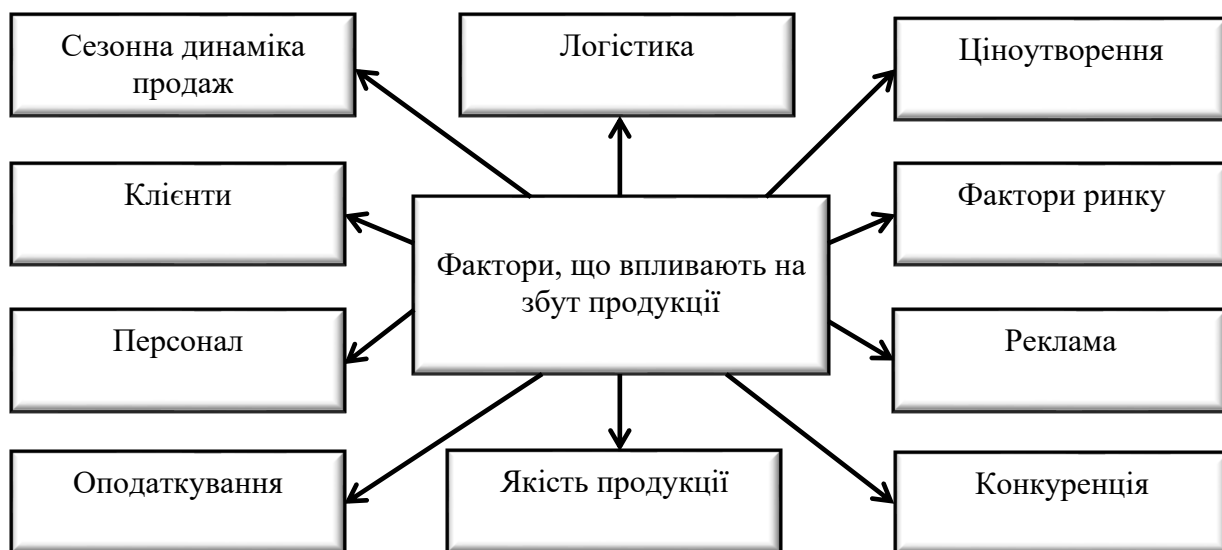 Сезонна динаміка
продаж
Логістика
Ціноутворення
Клієнти
Фактори ринку
Фактори, що впливають на
збут продукції
Персонал
Реклама
Оподаткування
Якість продукції
Конкуренція